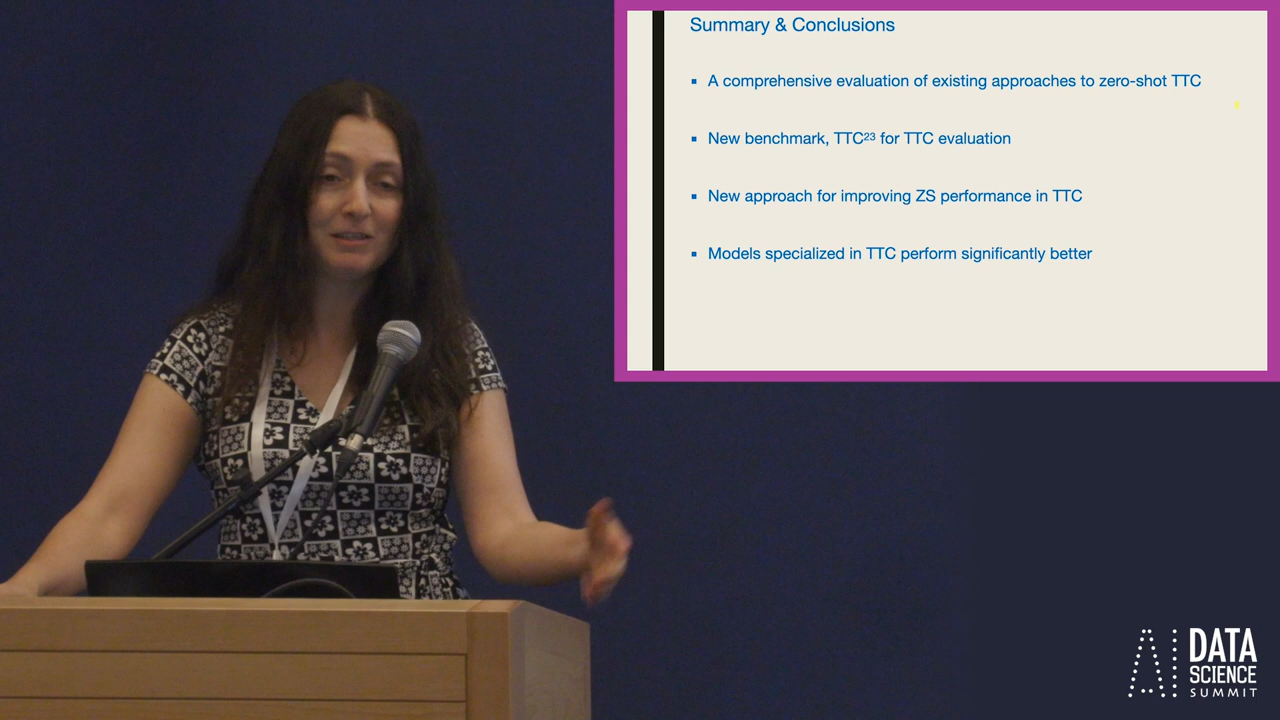 Summary & Conclusions
▪ A comprehensive evaluation of existing approaches to zero-shot TTC
▪ New benchmark, TTC²³ for TTC evaluation
▪ New approach for improving ZS performance in TTC
▪ Models specialized in TTC perform significantly better
AI DATA
SCIENCE
SUMMIT